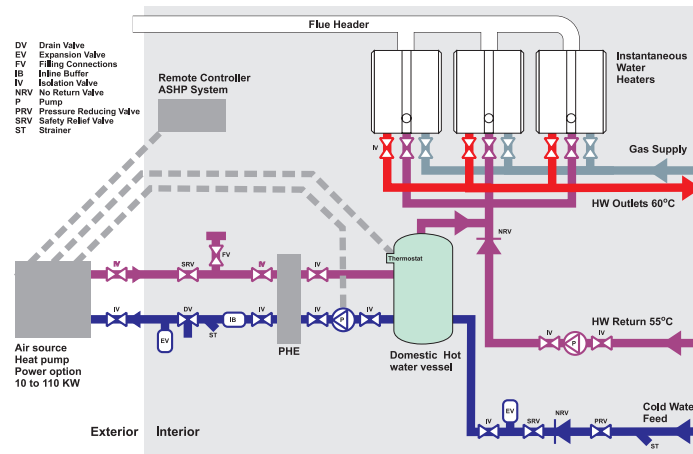 Flue Header
DV Drain Valve
EV Expansion Valve
FV Filling Connections
IB Inline Buffer
IV Isolation Valve
NRV No Return Valve
P Pump
PRV Pressure Reducing Valve
SRV Safety Relief Valve
ST Strainer
Remote Controller
ASHP System
Instantaneous
Water
Heaters
IV
Gas Supply
HW Outlets 60°C
NRV
Thermostat
IV
SRV
FV
IV
IV
IV
DV
ST
IB
IV
IV
P
IV
EV
PHE
Air source
Heat pump
Power option
10 to 110 KW
Domestic Hot
water vessel
HW Return 55°C
IV
P
IV
Cold Water
Feed
IV
EV
SRV
NRV
PRV
ST
Exterior
Interior